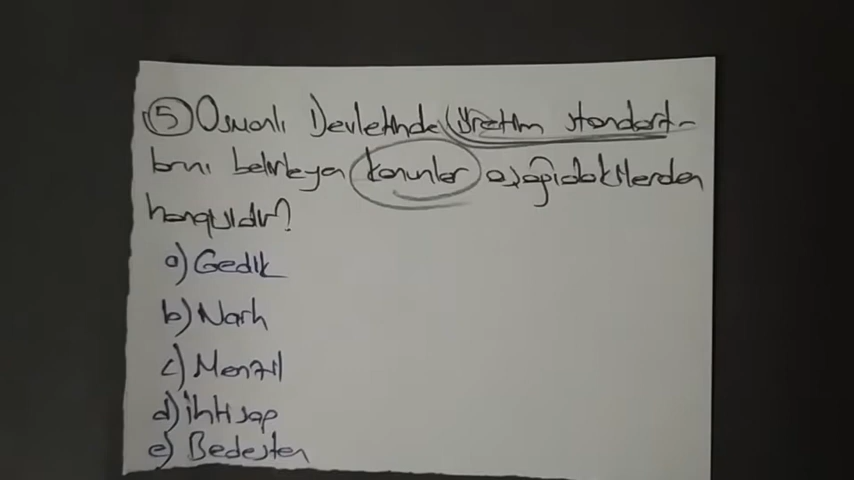 5 Osmanlı Devletinde (üretim standart-
larını belirleyen kanunlar aşağıdakilerden
hangisidir?
a) Gedik
b) Narh
c) Menzil
d) ihtisap
e) Bedesten